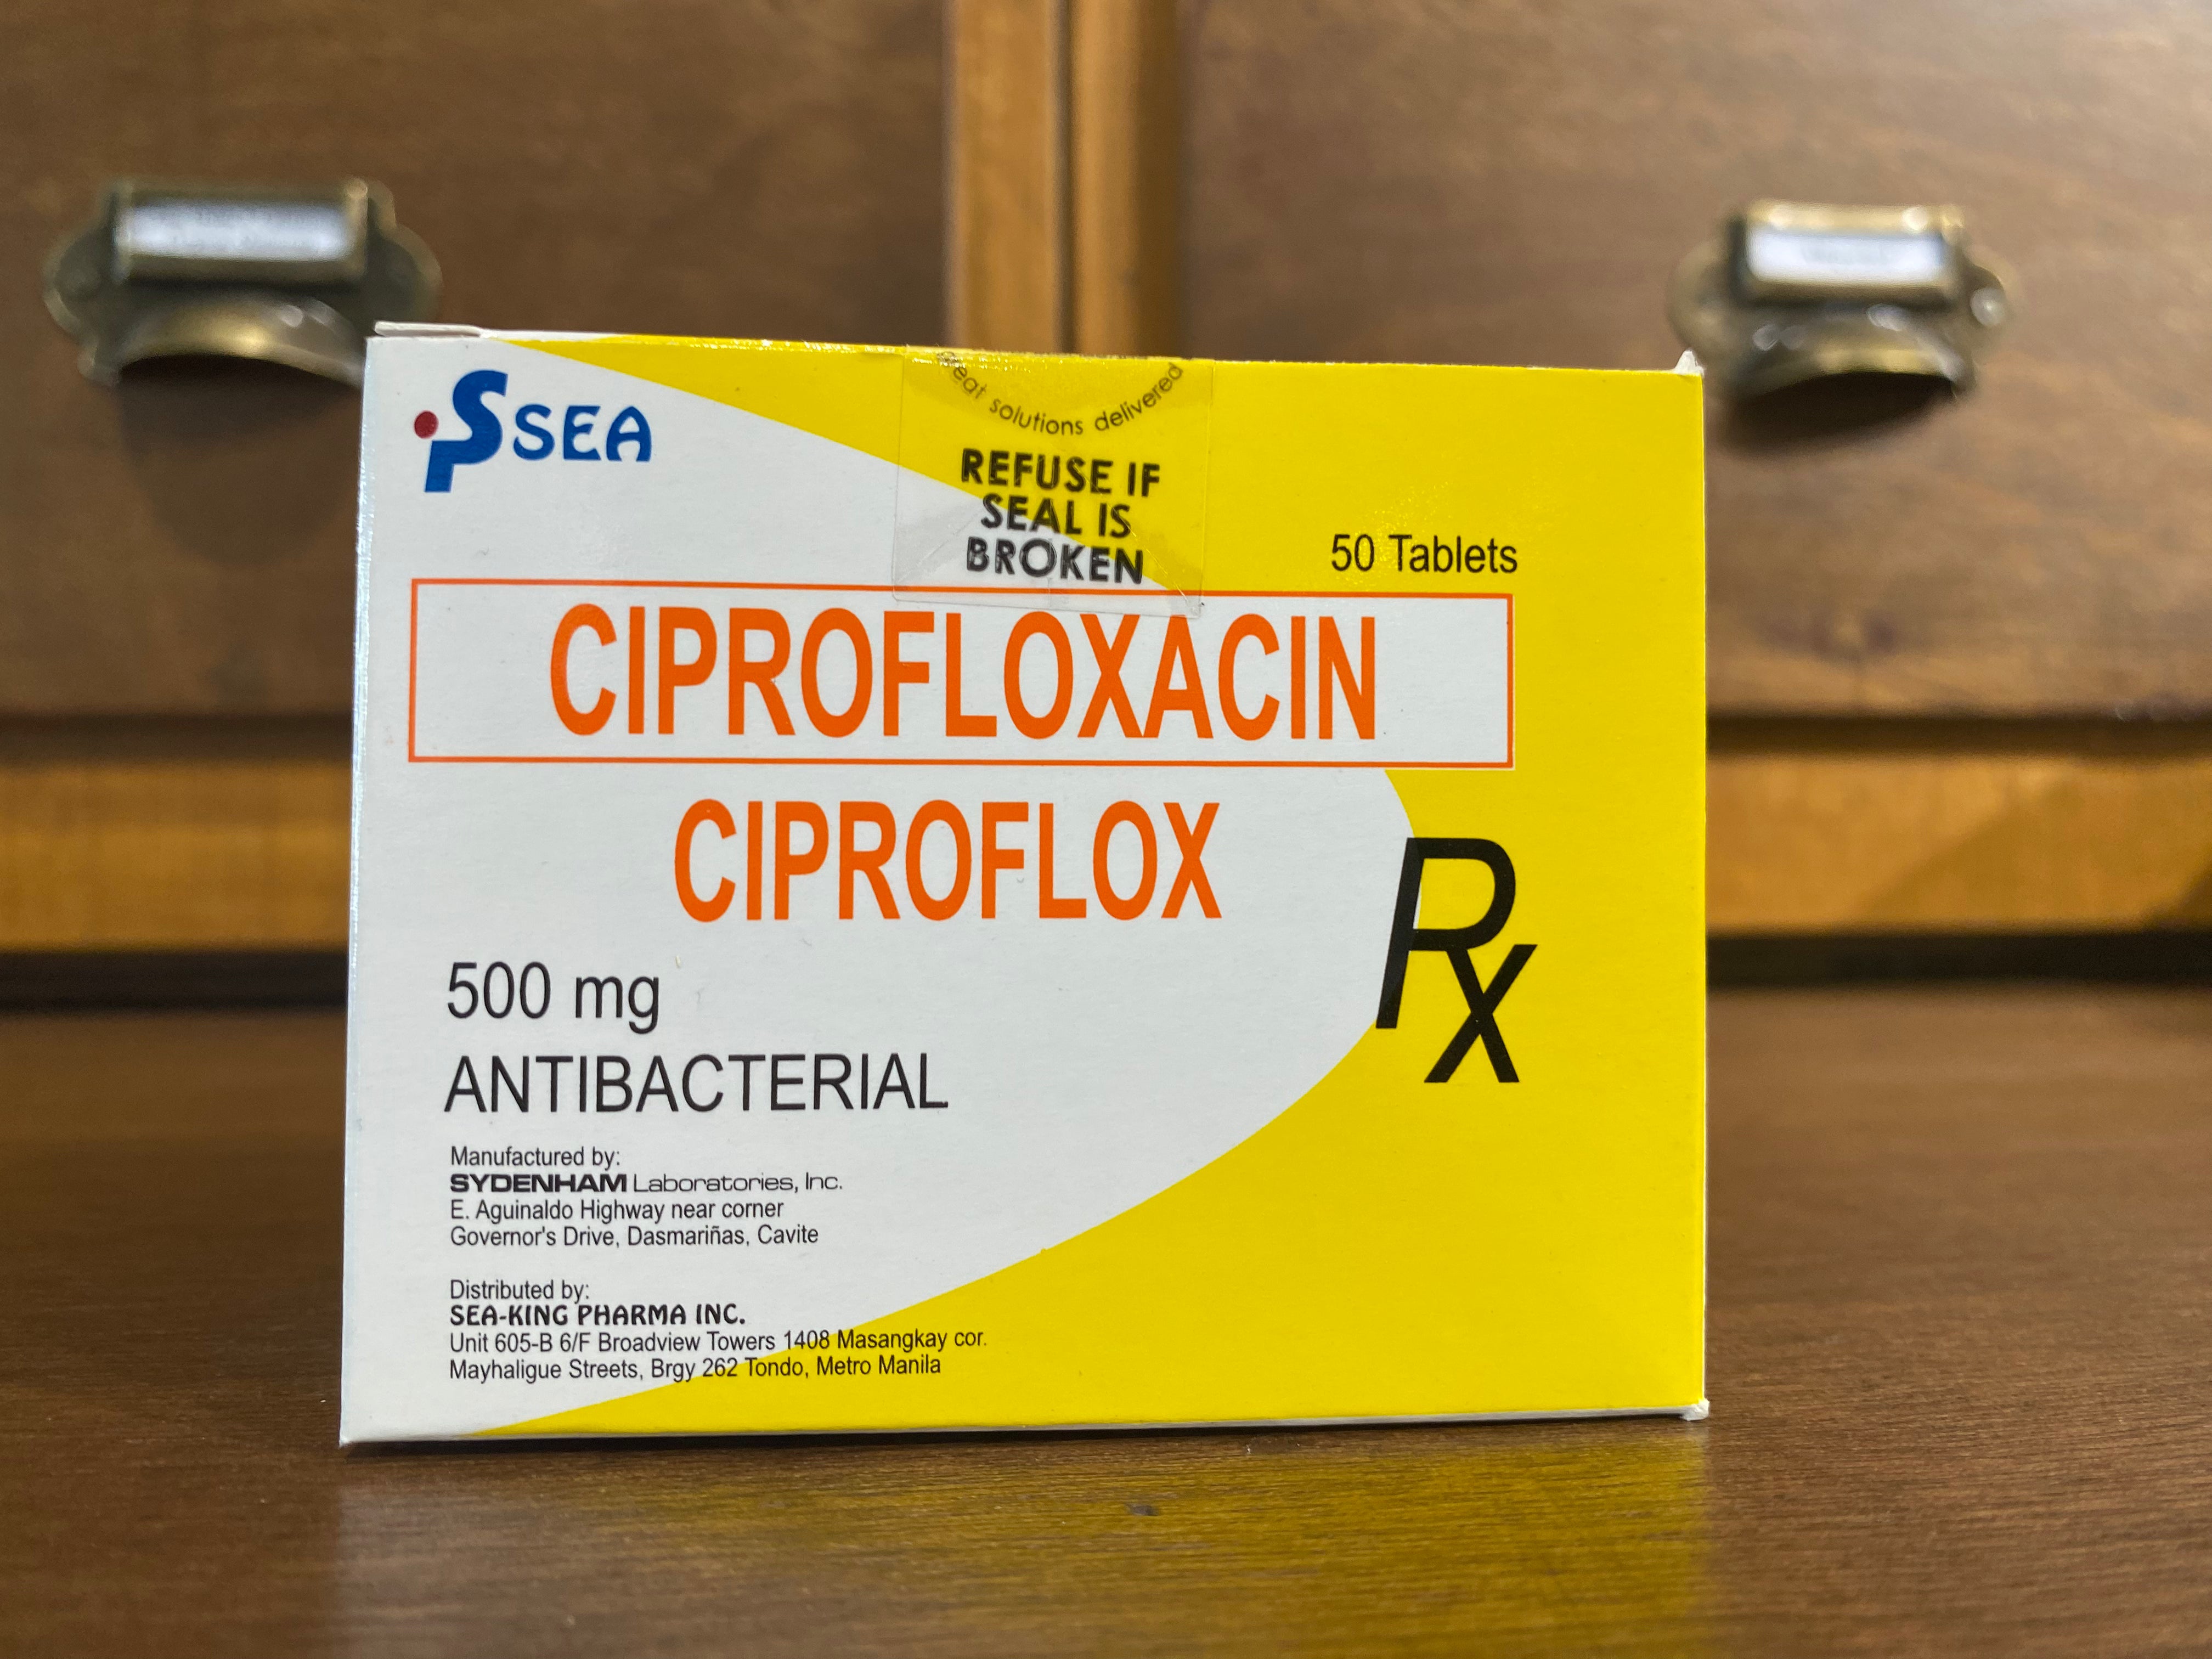 SEA
eat solutions delivered
REFUSE IF
SEAL IS
BROKEN
50 Tablets
CIPROFLOXACIN
CIPROFLOX
Rx
500 mg
ANTIBACTERIAL
Manufactured by:
SYDENHAM Laboratories, Inc.
E. Aguinaldo Highway near corner
Governor's Drive, Dasmariñas, Cavite
Distributed by:
SEA-KING PHARMA INC.
Unit 605-B 6/F Broadview Towers 1408 Masangkay cor.
Mayhaligue Streets, Brgy 262 Tondo, Metro Manila